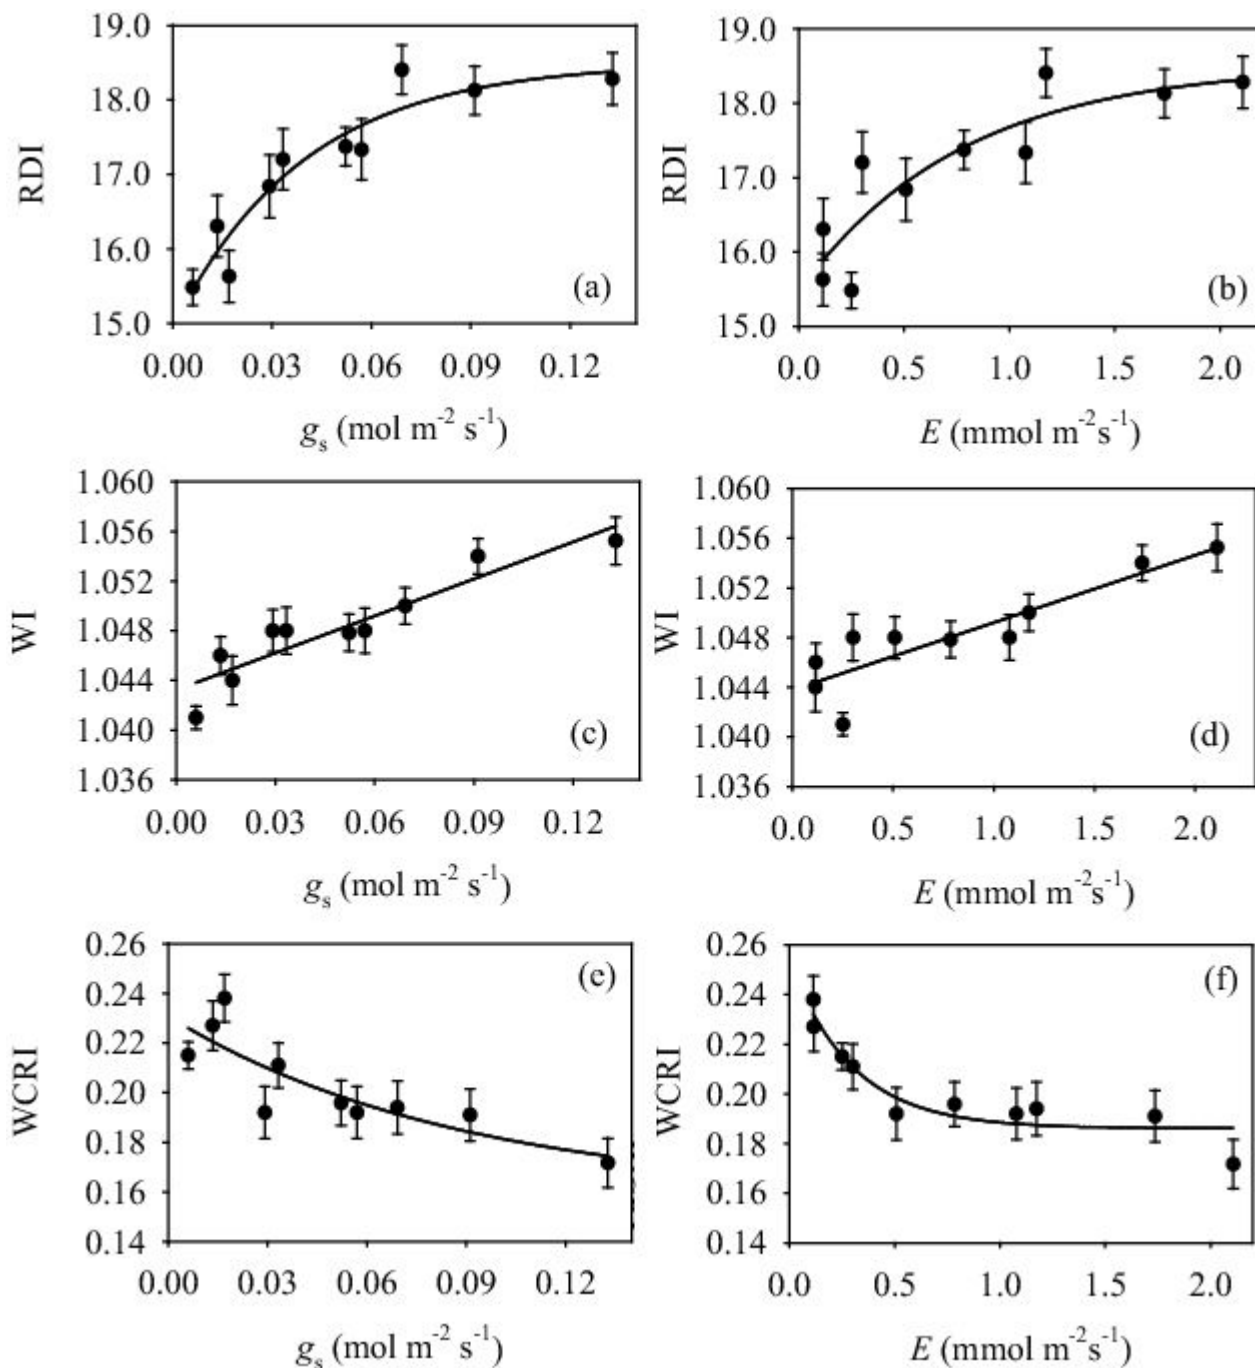 19.0
18.0
17.0
16.0
15.0
RDI
(a)
0.00 0.03 0.06 0.09 0.12
gs (mol m-2 s-1)
19.0
18.0
17.0
16.0
15.0
RDI
(b)
0.0 0.5 1.0 1.5 2.0
E (mmol m-2s-1)
1.060
1.056
1.052
1.048
1.044
1.040
1.036
WI
(c)
0.00 0.03 0.06 0.09 0.12
gs (mol m-2 s-1)
1.060
1.056
1.052
1.048
1.044
1.040
1.036
WI
(d)
0.0 0.5 1.0 1.5 2.0
E (mmol m-2s-1)
0.26
0.24
0.22
0.20
0.18
0.16
0.14
WCRI
(e)
0.00 0.03 0.06 0.09 0.12
gs (mol m-2 s-1)
0.26
0.24
0.22
0.20
0.18
0.16
0.14
WCRI
(f)
0.0 0.5 1.0 1.5 2.0
E (mmol m-2s-1)